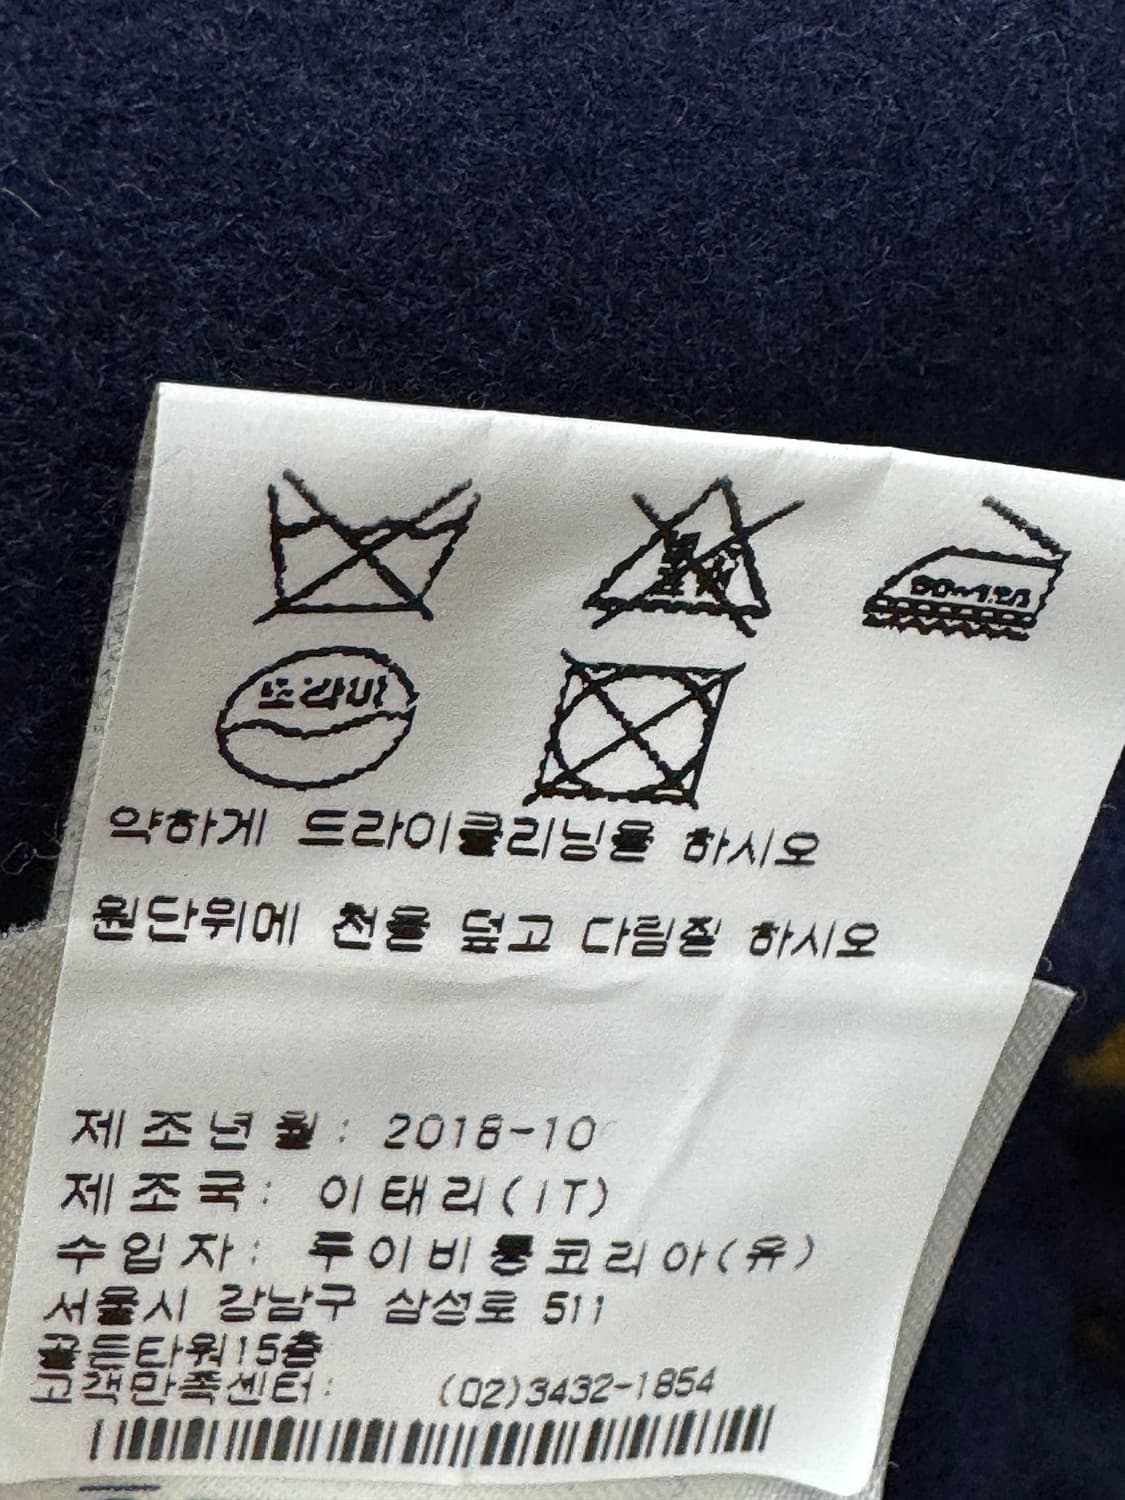 드라이
약하게 드라이클리닝을 하시오
원단위에 천을 덮고 다림질 하시오
제조년월: 2018-10
제조국: 이태리(IT)
수입자: 루이비통코리아(유)
서울시 강남구 삼성로 511
골든타워15층
고객만족센터: (02)3432-1854